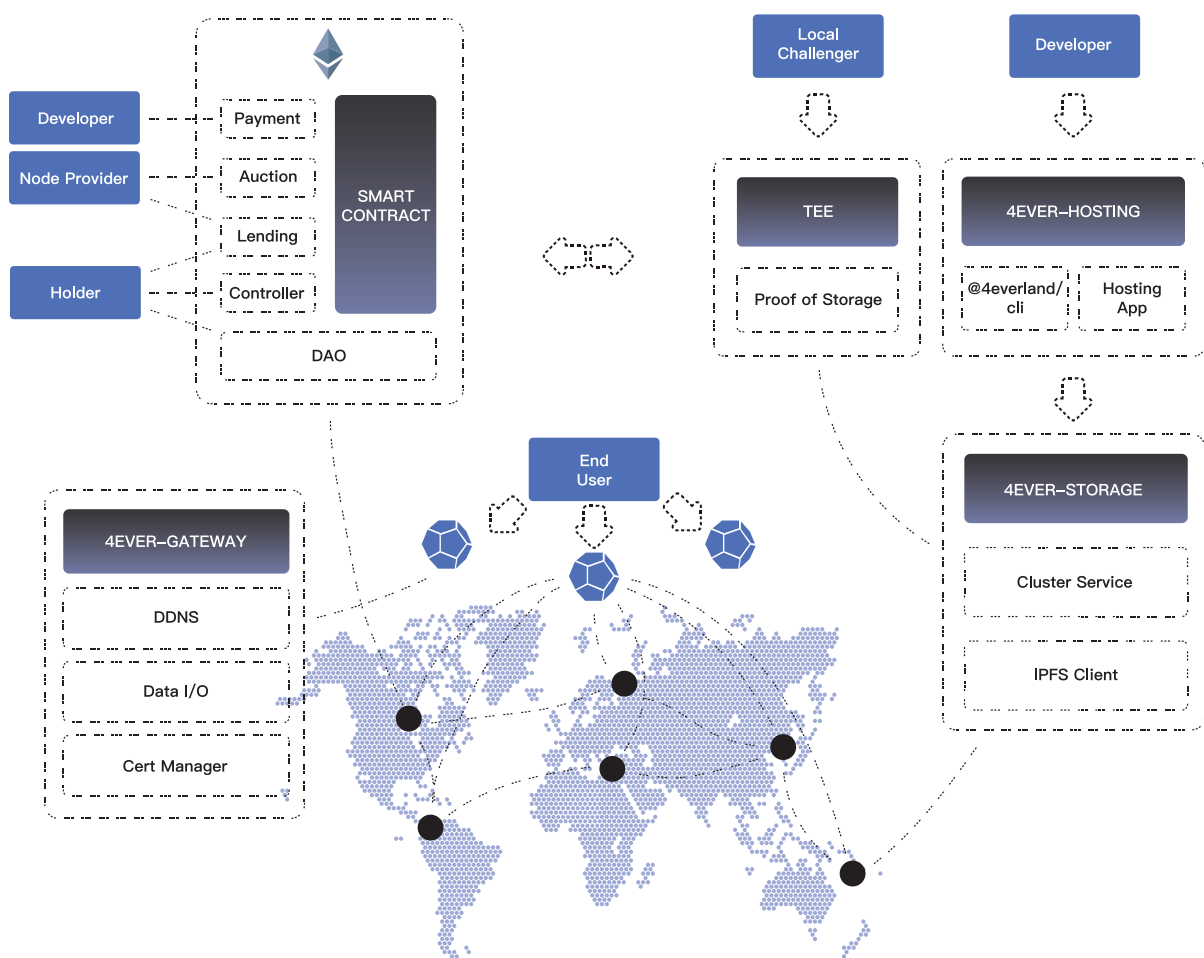 Local
Challenger
Developer
Developer
Payment
Node Provider
Auction
SMART
CONTRACT
TEE
4EVER-HOSTING
Lending
Holder
Controller
Proof of Storage
@4everland/
cli
Hosting
App
DAO
End
User
4EVER-STORAGE
4EVER-GATEWAY
Cluster Service
DDNS
IPFS Client
Data I/O
Cert Manager